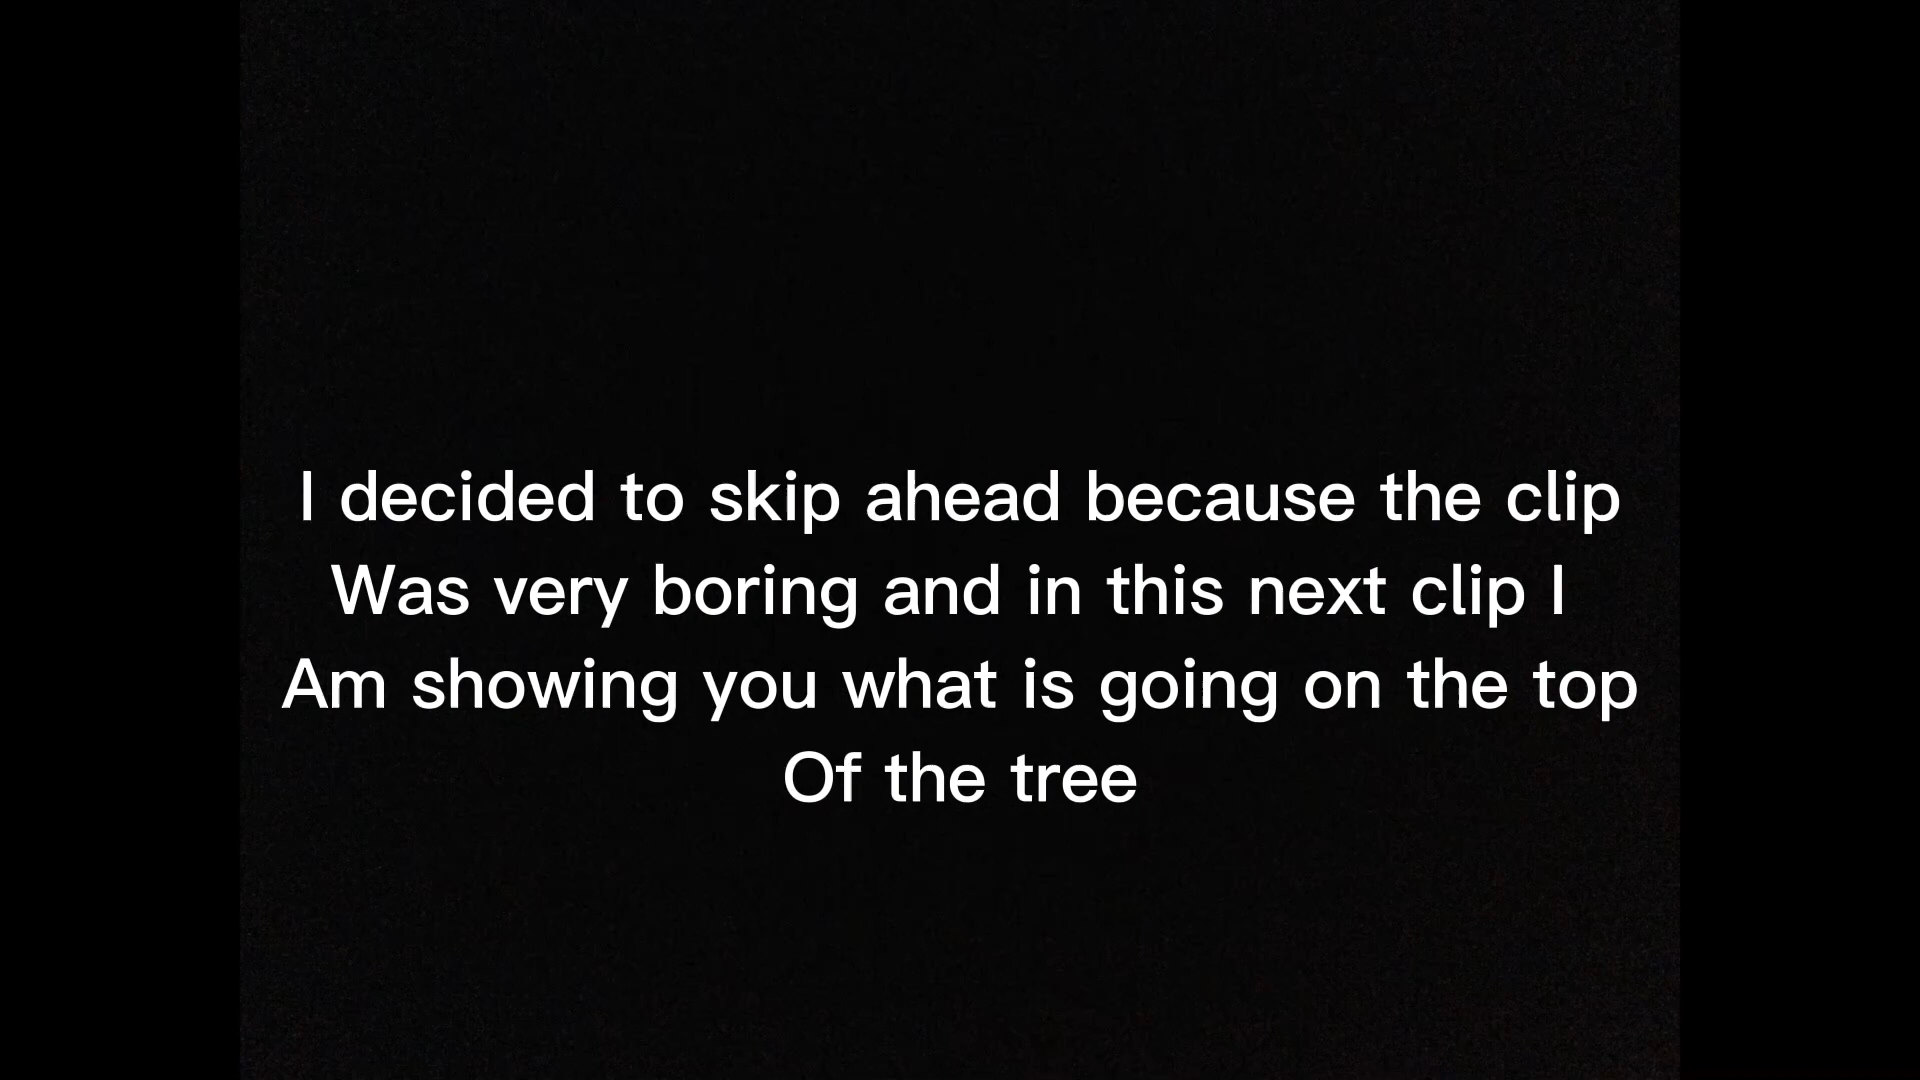 I decided to skip ahead because the clip
Was very boring and in this next clip I
Am showing you what is going on the top
Of the tree